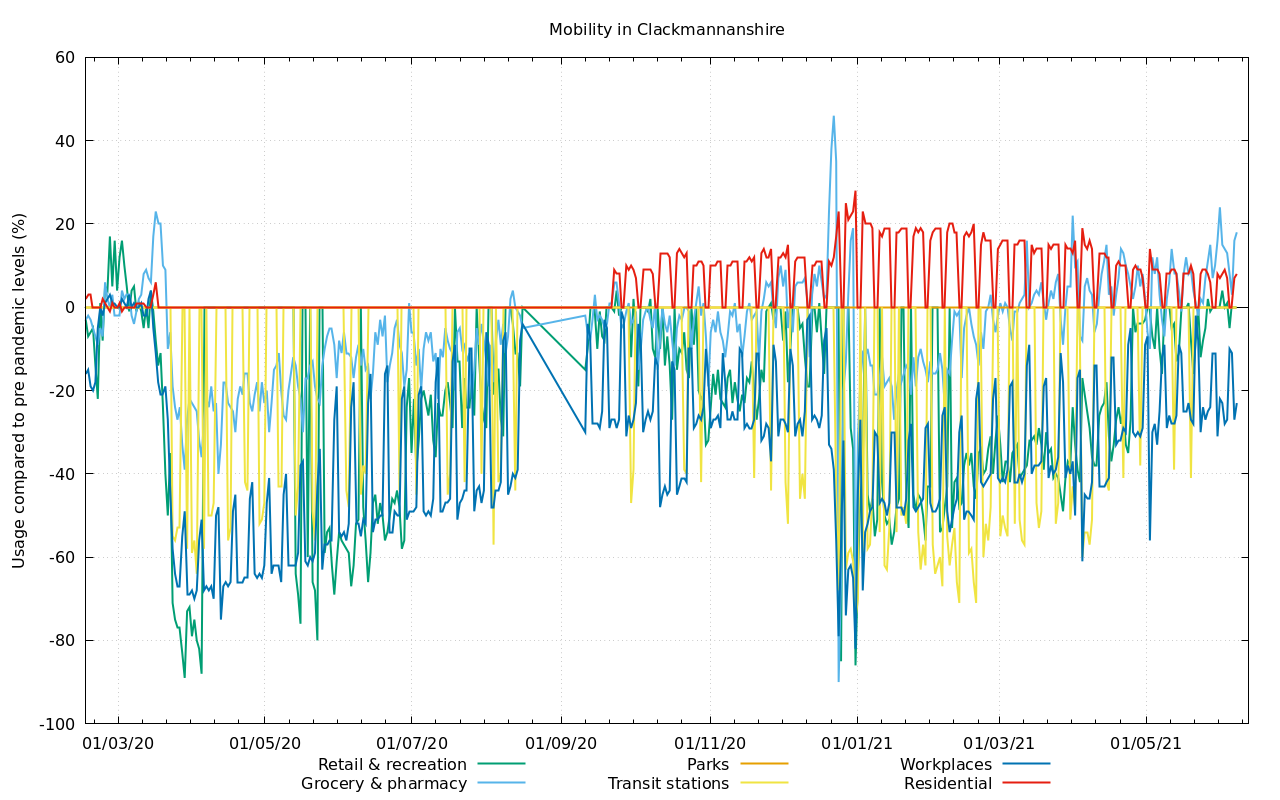 Mobility in Clackmannanshire
Usage compared to pre pandemic levels (%)
60
40
20
0
-20
-40
-60
-80
-100
01/03/20 01/05/20 01/07/20 01/09/20 01/11/20 01/01/21 01/03/21 01/05/21
Retail & recreation Parks Workplaces
Grocery & pharmacy Transit stations Residential